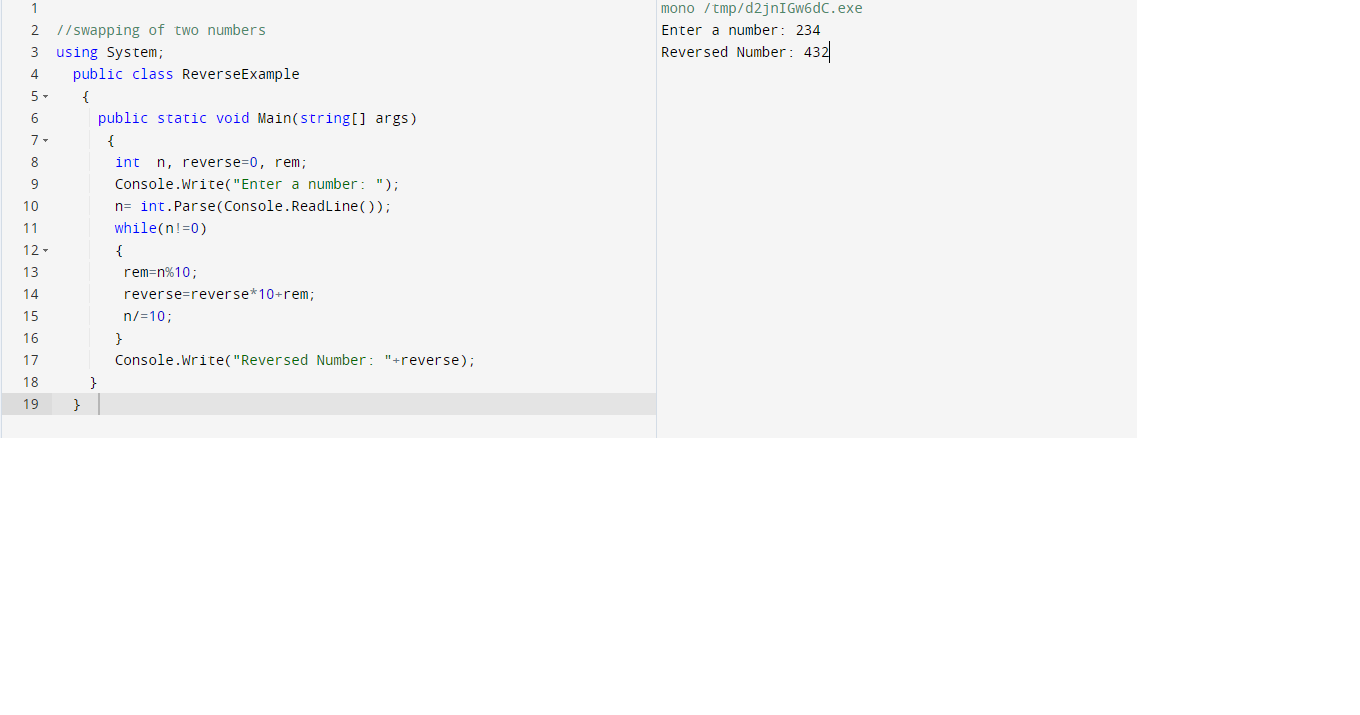 1
2 //swapping of two numbers
3 using System;
4 public class ReverseExample
5 {
6 public static void Main(string[] args)
7 {
8 int  n, reverse=0, rem;
9 Console.Write("Enter a number: ");
10 n= int.Parse(Console.ReadLine());
11 while(n!=0)
12 {
13 rem=n%10;
14 reverse=reverse*10+rem;
15 n/=10;
16 }
17 Console.Write("Reversed Number: "+reverse);
18 }
19 }
mono /tmp/d2jnIGw6dC.exe
Enter a number: 234
Reversed Number: 432